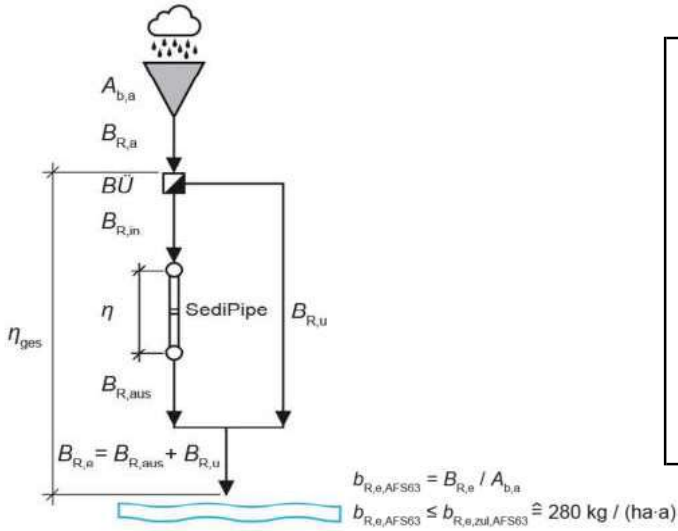 A_b,a
B_R,a
BÜ
B_R,in
η
SediPipe
B_R,u
η_ges
B_R,aus
B_R,e = B_R,aus + B_R,u
b_R,e,AFS63 = B_R,e / A_b,a
b_R,e,AFS63 ≤ b_R,e,zul,AFS63 ≙ 280 kg / (ha·a)